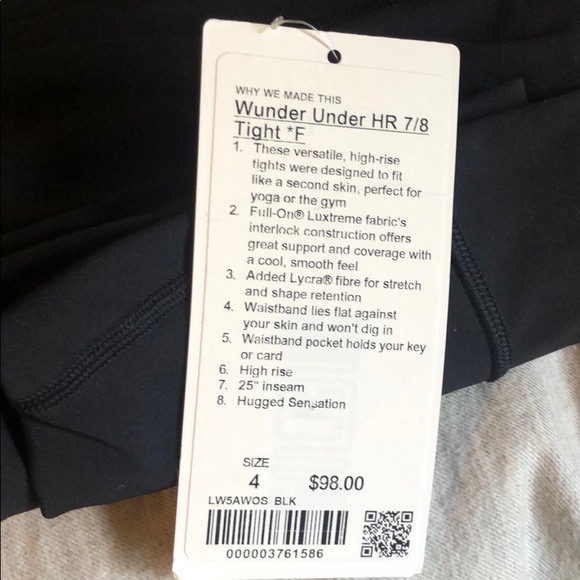 WHY WE MADE THIS
Wunder Under HR 7/8
Tight *F
1. These versatile, high-rise
tights were designed to fit
like a second skin, perfect for
yoga or the gym
2. Full-On® Luxtreme fabric's
interlock construction offers
great support and coverage with
a cool, smooth feel
3. Added Lycra® fibre for stretch
and shape retention
4. Waistband lies flat against
your skin and won't dig in
5. Waistband pocket holds your key
or card
6. High rise
7. 25" inseam
8. Hugged Sensation
SIZE
4 $98.00
LW5AWOS BLK
000003761586